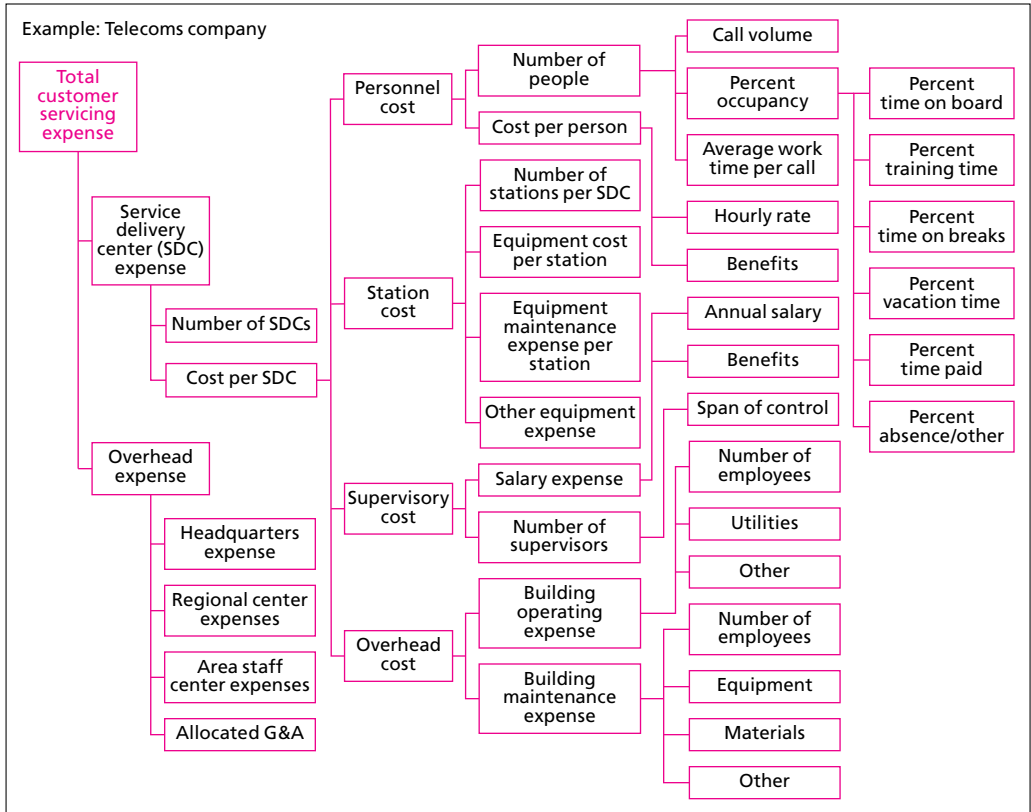 Example: Telecoms company
Total
customer
servicing
expense
Service
delivery
center (SDC)
expense
Number of SDCs
Cost per SDC
Overhead
expense
Headquarters
expense
Regional center
expenses
Area staff
center expenses
Allocated G&A
Personnel
cost
Station
cost
Supervisory
cost
Overhead
cost
Number of
people
Cost per person
Number of
stations per SDC
Equipment cost
per station
Equipment
maintenance
expense per
station
Other equipment
expense
Salary expense
Number of
supervisors
Building
operating
expense
Building
maintenance
expense
Call volume
Percent
occupancy
Average work
time per call
Hourly rate
Benefits
Annual salary
Benefits
Span of control
Number of
employees
Utilities
Other
Number of
employees
Equipment
Materials
Other
Percent
time on board
Percent
training time
Percent
time on breaks
Percent
vacation time
Percent
time paid
Percent
absence/other